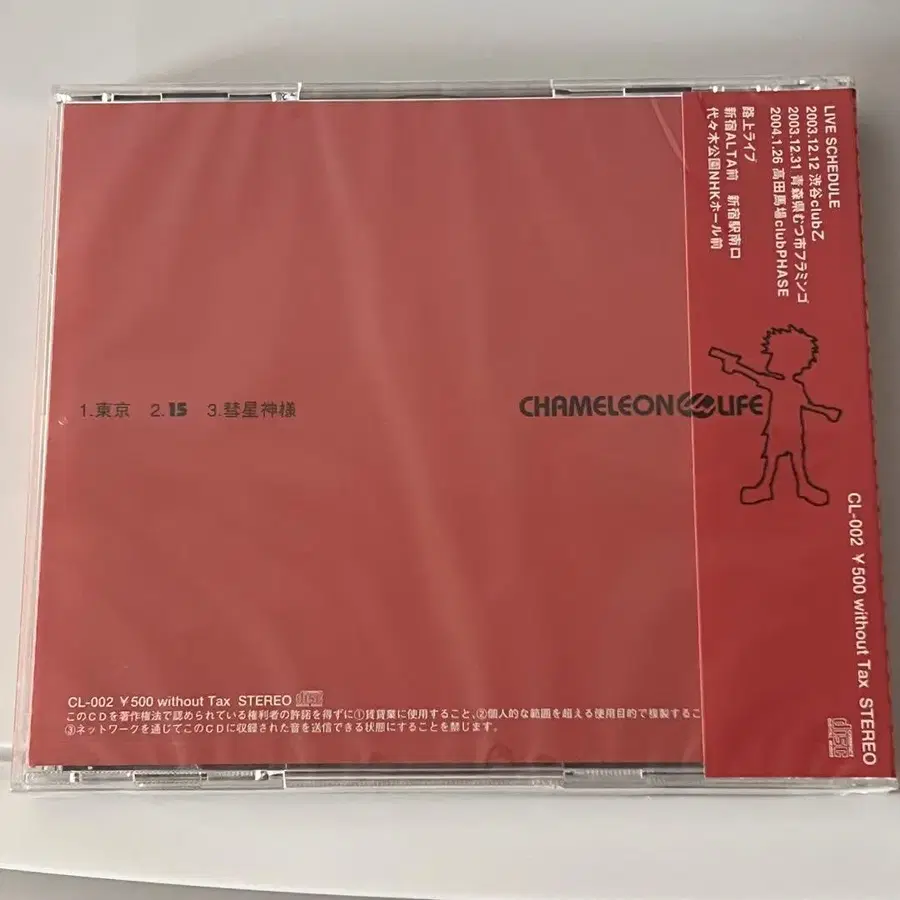 1.東京 2.15 3.彗星神様
CHAMELEON LIFE
CL-002 ￥500 without Tax STEREO
このCDを著作権法で認められている権利者の許諾を得ずに①賃貸業に使用すること、②個人的な範囲を超える使用目的で複製するこ
③ネットワークを通じてこのCDに収録された音を送信できる状態にすることを禁じます。
LIVE SCHEDULE
2003.12.12 渋谷club乙
2003.12.31 青森県むつ市フラミンゴ
2004.1.26 高田馬場clubPHASE
路上ライブ
新宿ALTA前 新宿駅南口
代々木公園NHKホール前
CL-002 ￥500 without Tax STEREO
disc